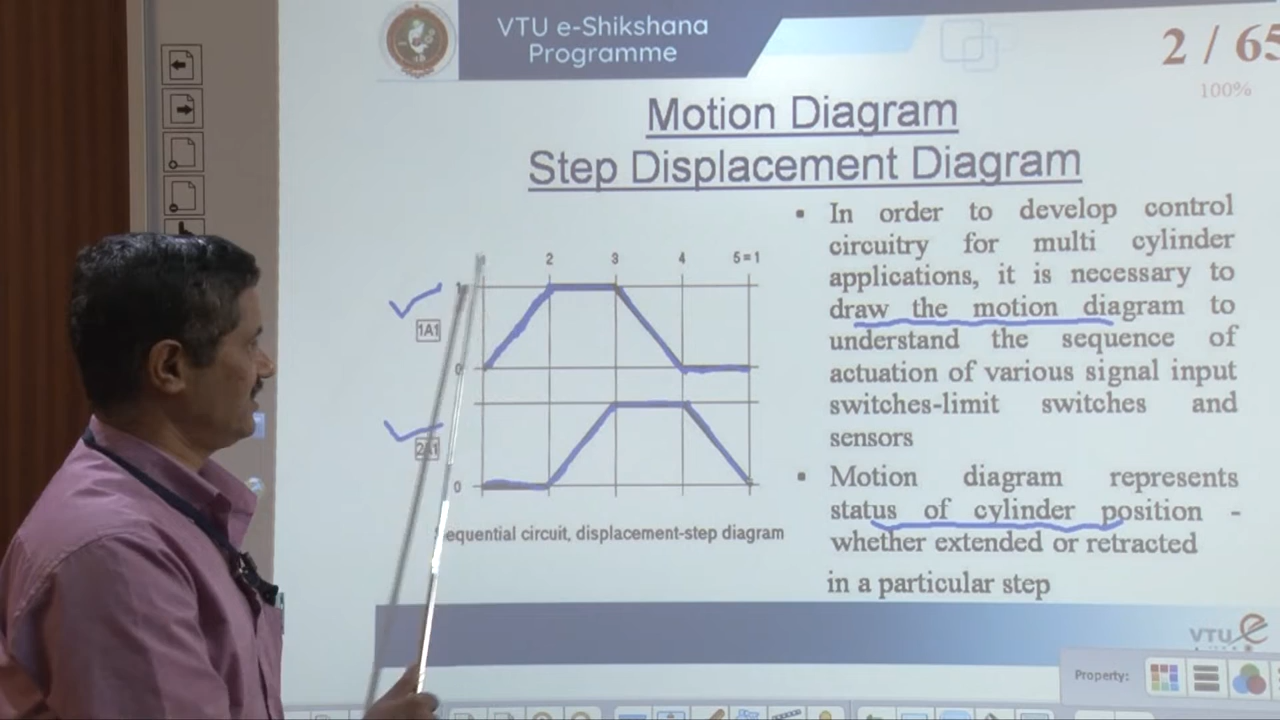 VTU e-Shikshana
Programme
2 / 65
100%
Motion Diagram
Step Displacement Diagram
2 3 4 5=1
1A1
0
2A1
0
equential circuit, displacement-step diagram
▪ In order to develop control
circuitry for multi cylinder
applications, it is necessary to
draw the motion diagram to
understand the sequence of
actuation of various signal input
switches-limit switches and
sensors
▪ Motion diagram represents
status of cylinder position -
whether extended or retracted
in a particular step
VTU e
Property: